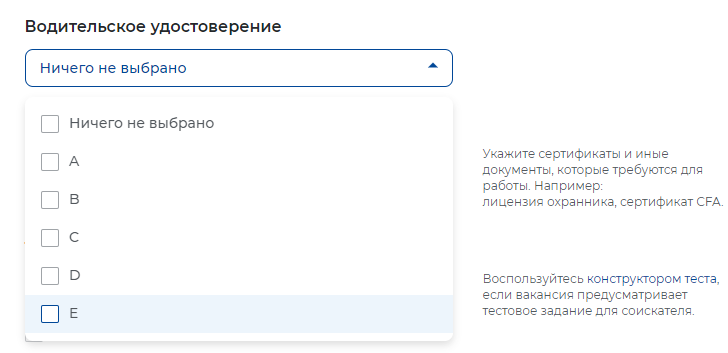 Водительское удостоверение
Ничего не выбрано
Ничего не выбрано
A
B
C
D
E
Укажите сертификаты и иные
документы, которые требуются для
работы. Например:
лицензия охранника, сертификат CFA.
Воспользуйтесь конструктором теста,
если вакансия предусматривает
тестовое задание для соискателя.